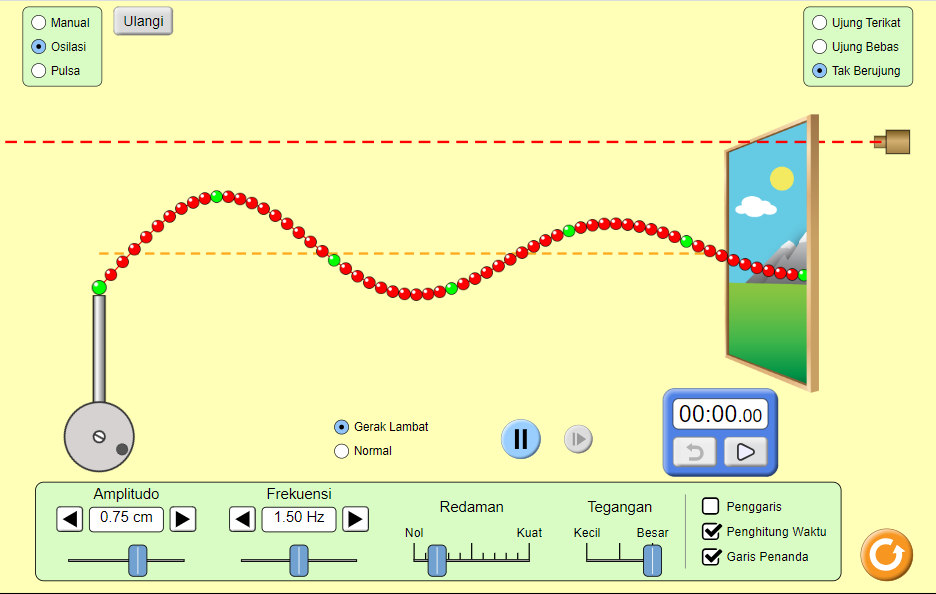 Manual
Osilasi
Pulsa
Ulangi
Ujung Terikat
Ujung Bebas
Tak Berujung
Gerak Lambat
Normal
00:00.00
Amplitudo
0.75 cm
Frekuensi
1.50 Hz
Redaman
Nol Kuat
Tegangan
Kecil Besar
Penggaris
Penghitung Waktu
Garis Penanda